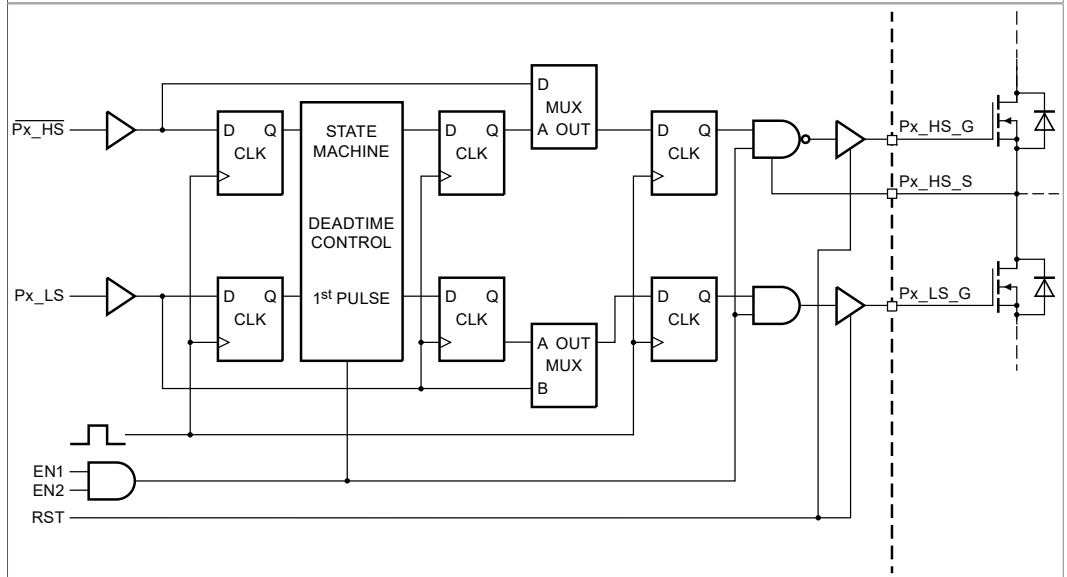 D
MUX
A OUT
Px_HS
D Q
CLK
STATE
MACHINE
DEADTIME
CONTROL
1st PULSE
D Q
CLK
D Q
CLK
Px_HS_G
Px_HS_S
Px_LS
D Q
CLK
D Q
CLK
A OUT
MUX
B
D Q
CLK
Px_LS_G
EN1
EN2
RST